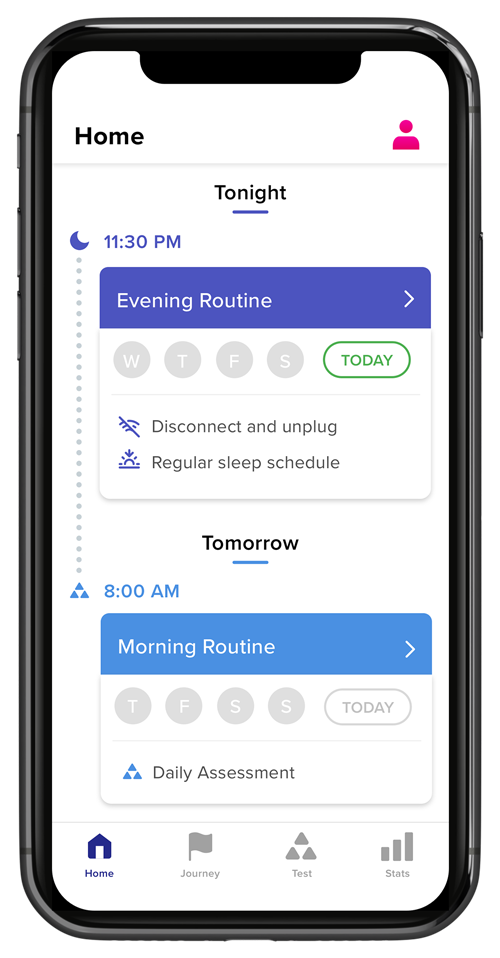 Home
Tonight
11:30 PM
Evening Routine
W T F S TODAY
Disconnect and unplug
Regular sleep schedule
Tomorrow
8:00 AM
Morning Routine
T F S S TODAY
Daily Assessment
Home Journey Test Stats